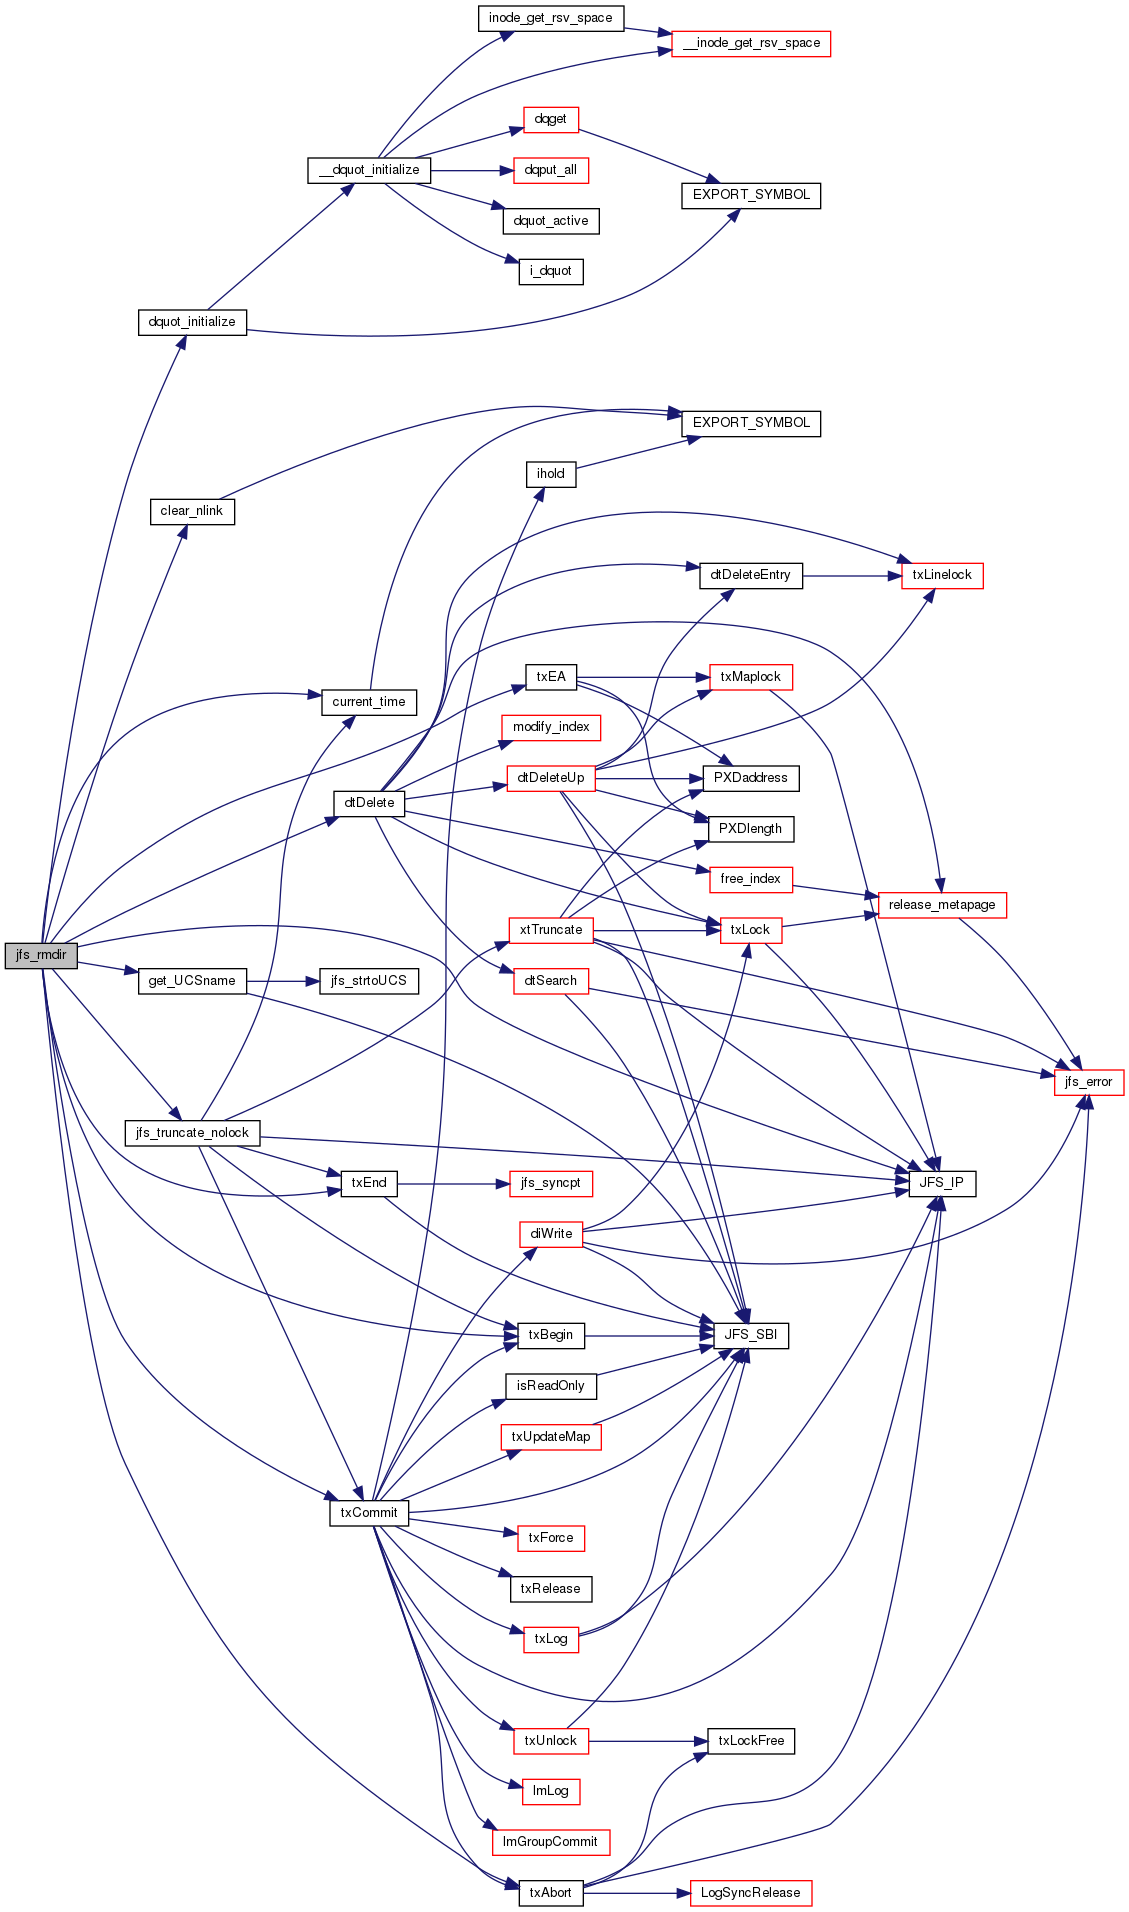 inode_get_rsv_space
__inode_get_rsv_space
dqget
__dquot_initialize
dqput_all
EXPORT_SYMBOL
dquot_active
i_dquot
dquot_initialize
EXPORT_SYMBOL
ihold
clear_nlink
dtDeleteEntry
txLinelock
txEA
txMaplock
current_time
modify_index
dtDeleteUp
PXDaddress
dtDelete
PXDlength
free_index
release_metapage
xtTruncate
txLock
jfs_rmdir
get_UCSname
jfs_strtoUCS
dtSearch
jfs_error
jfs_truncate_nolock
txEnd
jfs_syncpt
JFS_IP
diWrite
txBegin
JFS_SBI
isReadOnly
txUpdateMap
txCommit
txForce
txRelease
txLog
txUnlock
txLockFree
lmLog
lmGroupCommit
txAbort
LogSyncRelease